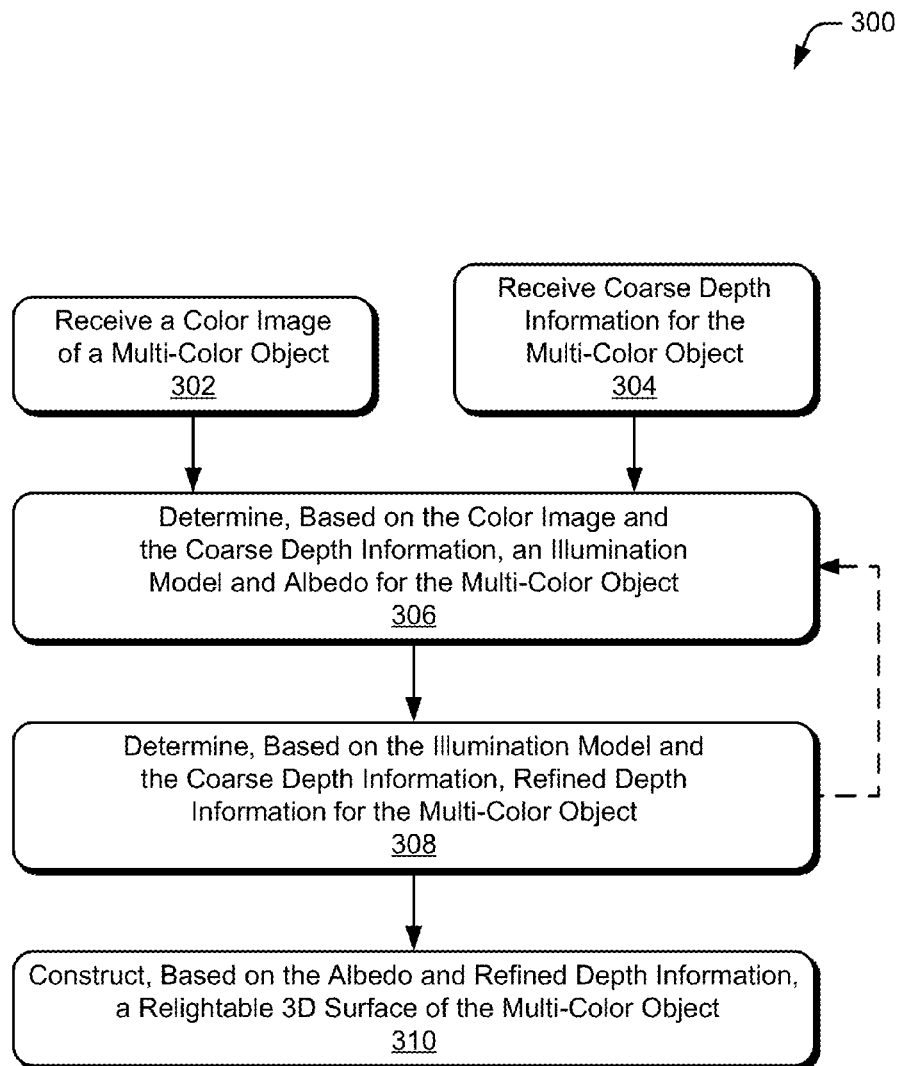 300
Receive a Color Image
of a Multi-Color Object
302
Receive Coarse Depth
Information for the
Multi-Color Object
304
Determine, Based on the Color Image and
the Coarse Depth Information, an Illumination
Model and Albedo for the Multi-Color Object
306
Determine, Based on the Illumination Model and
the Coarse Depth Information, Refined Depth
Information for the Multi-Color Object
308
Construct, Based on the Albedo and Refined Depth Information,
a Relightable 3D Surface of the Multi-Color Object
310